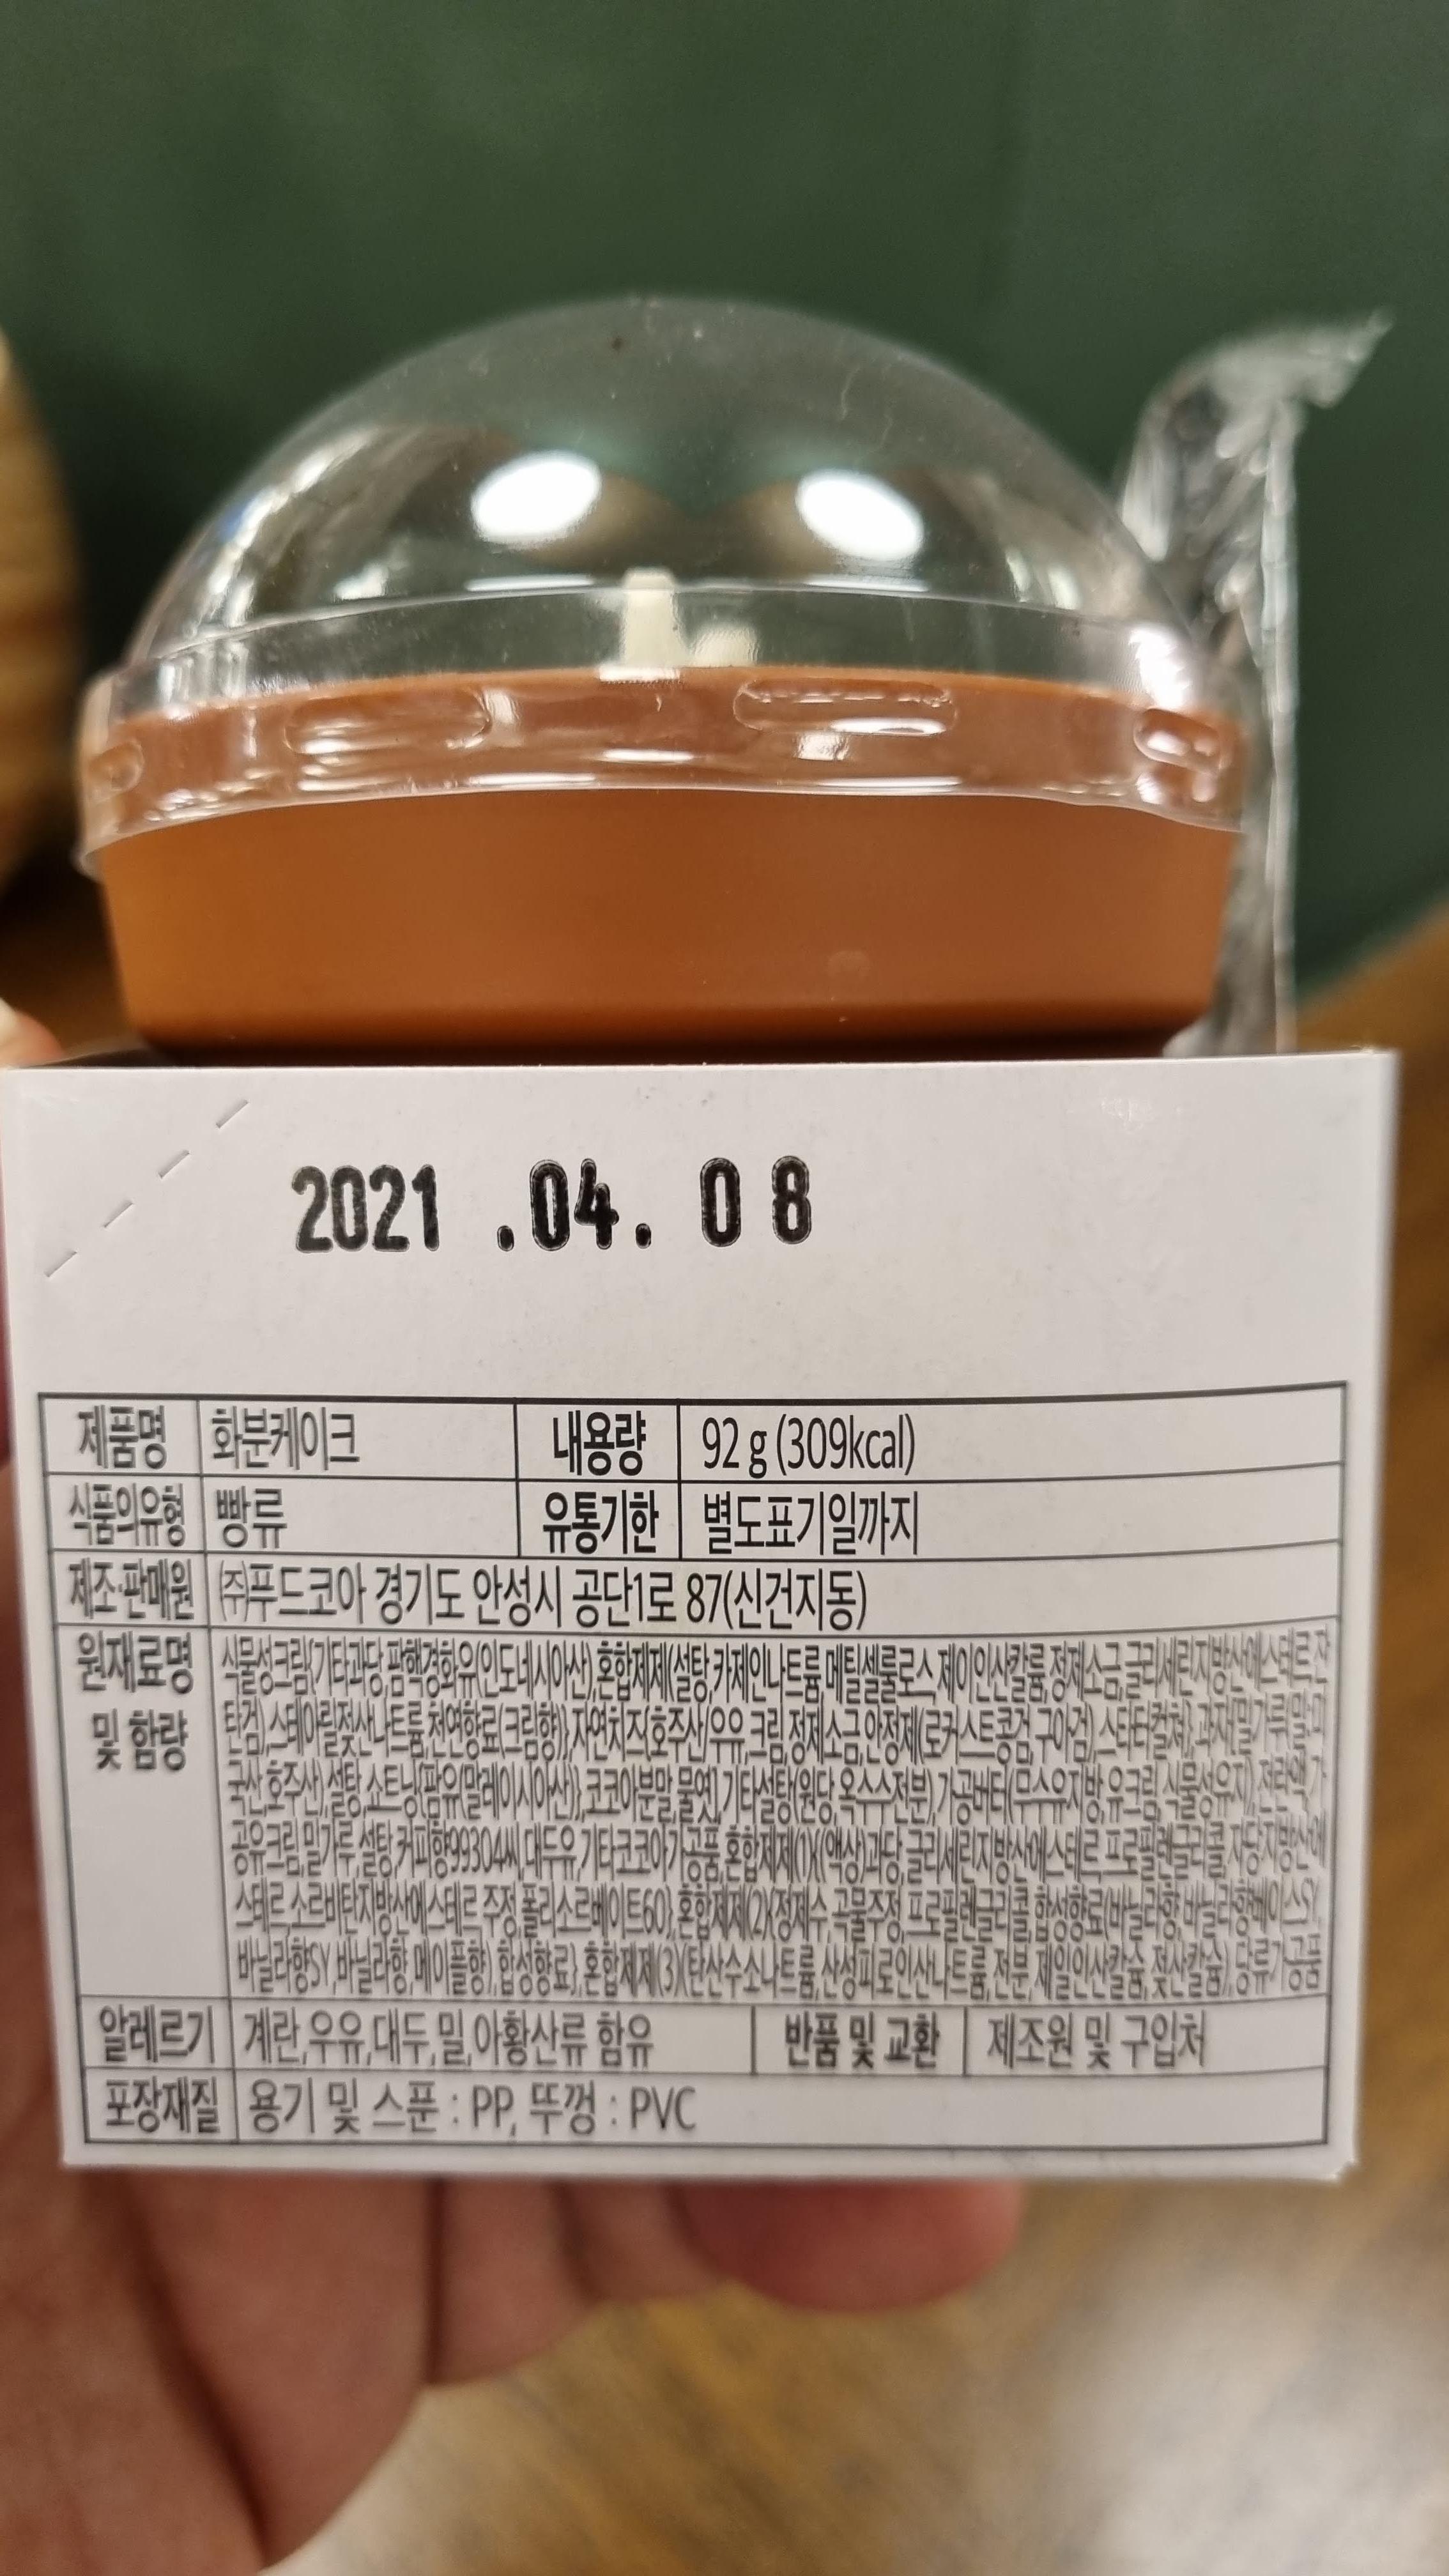 2021 .04. 08
제품명 화분케이크 내용량 92 g (309kcal)
식품의유형 빵류 유통기한 별도표기일까지
제조·판매원 ㈜푸드코아 경기도 안성시 공단1로 87(신건지동)
원재료명 식물성크림{기타과당,팜핵경화유(인도네시아산),혼합제제(설탕,카제인나트륨,메틸셀룰로스,제이인산칼륨,정제소금,글리세린지방산에스테르,잔
및 함량 탄검),스테아릴젖산나트륨,천연향료(크림향)},자연치즈{호주산/우유,크림,정제소금,안정제(로커스트콩검,구아검),스타터컬쳐},과자[밀가루(밀:미
국산,호주산),설탕,쇼트닝{팜유(말레이시아산)},코코아분말,물엿],기타설탕(원당,옥수수전분),가공버터(무수유지방,유크림,식물성유지),전란액,가
공유크림,밀가루,설탕,커피향99304씨,대두유,기타코코아가공품,혼합제제(1){(액상)과당,글리세린지방산에스테르,프로필렌글리콜,자당지방산에
스테르,소르비탄지방산에스테르,주정,폴리소르베이트60},혼합제제(2){정제수,곡물주정,프로필렌글리콜,합성향료(바닐라향,바닐라향베이스SY,
바닐라향SY,바닐라향,메이플향),합성향료},혼합제제(3)(탄산수소나트륨,산성피로인산나트륨,전분,제일인산칼슘,젖산칼슘),당류가공품
알레르기 계란,우유,대두,밀,아황산류 함유 반품 및 교환 제조원 및 구입처
포장재질 용기 및 스푼 : PP, 뚜껑 : PVC